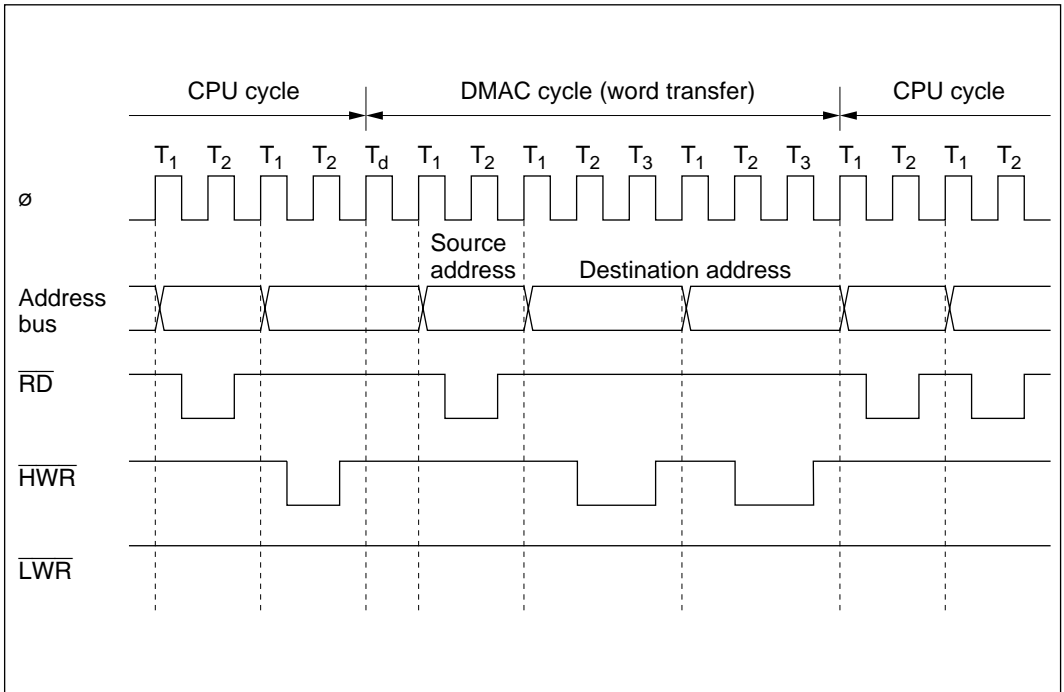 CPU cycle DMAC cycle (word transfer) CPU cycle
T1 T2 T1 T2 Td T1 T2 T1 T2 T3 T1 T2 T3 T1 T2 T1 T2
ø
Source
address Destination address
Address
bus
RD
HWR
LWR